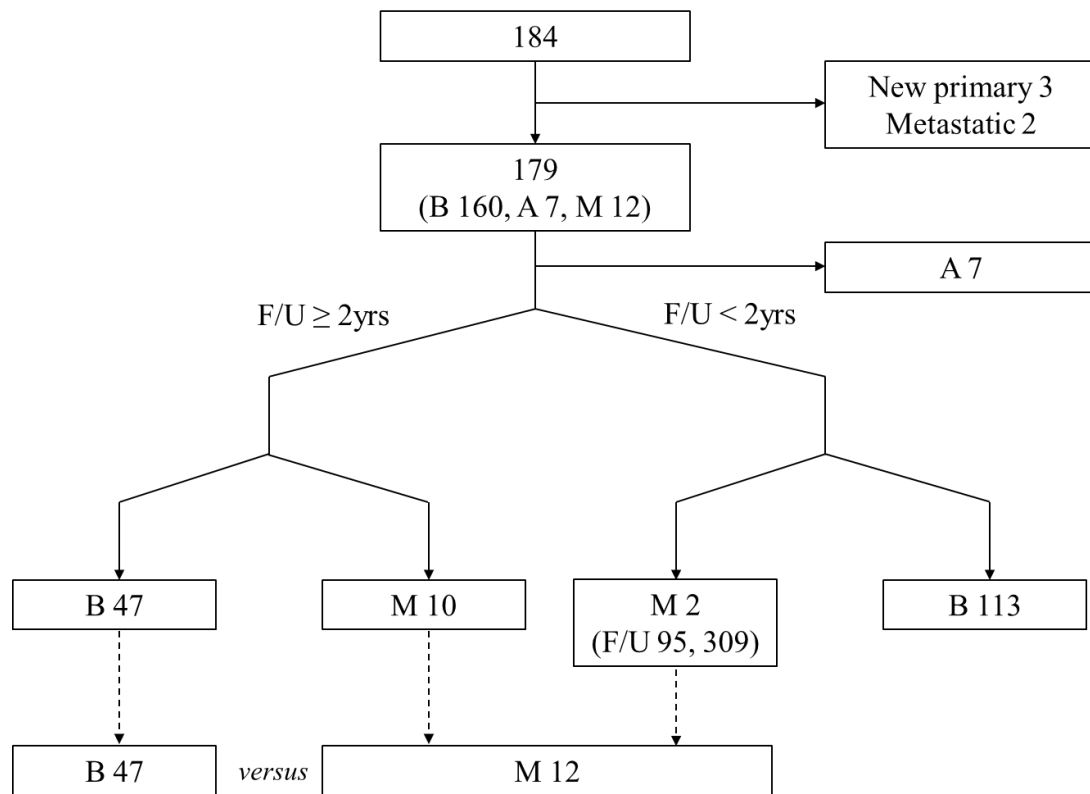 184
New primary 3
Metastatic 2
179
(B 160, A 7, M 12)
A 7
F/U ≥ 2yrs
F/U < 2yrs
B 47
M 10
M 2
(F/U 95, 309)
B 113
B 47
versus
M 12